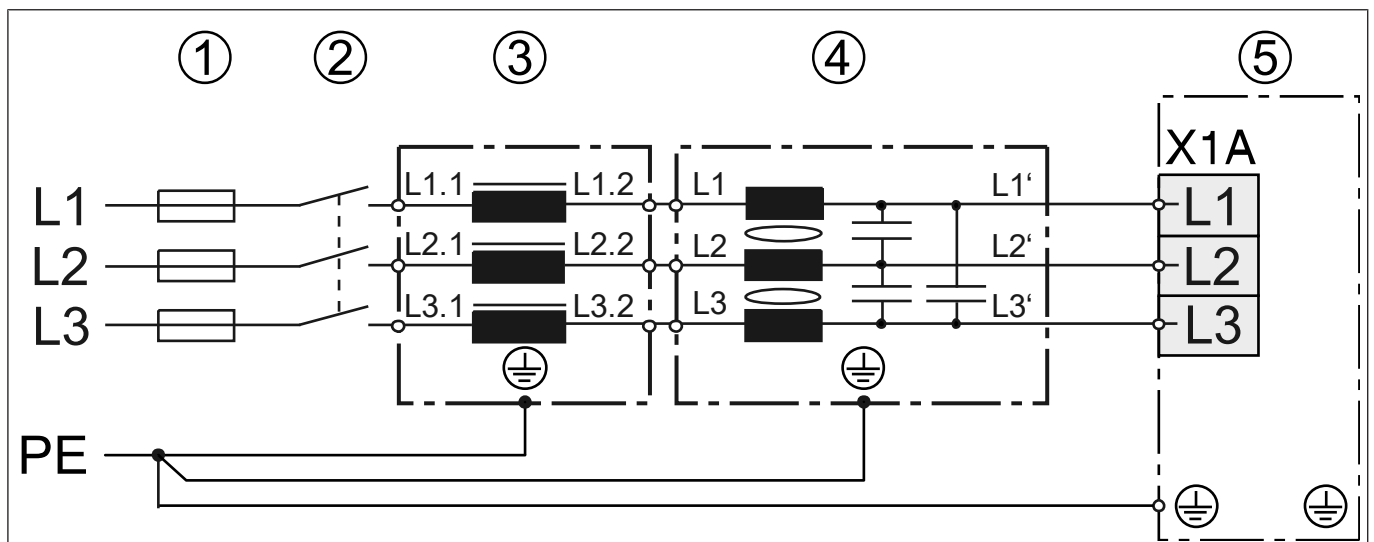 ① ② ③ ④ ⑤
X1A
L1 L1.1 L1.2 L1 L1‘ L1
L2 L2.1 L2.2 L2 L2‘ L2
L3 L3.1 L3.2 L3 L3‘ L3
PE